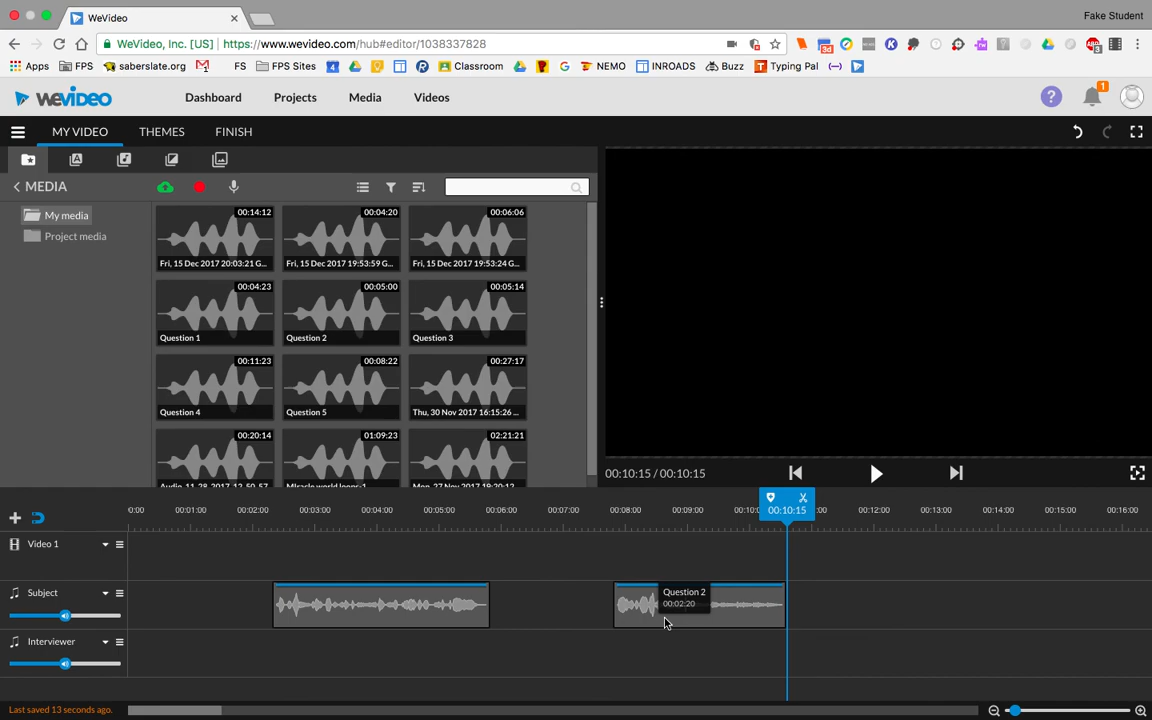 WeVideo
Fake Student
WeVideo, Inc. [US] | https://www.wevideo.com/hub#editor/1038337828
Apps FPS saberslate.org FS FPS Sites Classroom NEMO INROADS Buzz Typing Pal
WEVIDEO Dashboard Projects Media Videos ? 1
MY VIDEO THEMES FINISH
MEDIA
My media
Project media
00:14:12 00:04:20 00:06:06
Fri, 15 Dec 2017 20:03:21 G... Fri, 15 Dec 2017 19:53:59 G... Fri, 15 Dec 2017 19:53:24 G...
00:04:23 00:05:00 00:05:14
Question 1 Question 2 Question 3
00:11:23 00:08:22 00:27:17
Question 4 Question 5 Thu, 30 Nov 2017 16:15:26 ...
00:20:14 01:09:23 02:21:21
Audio_11_28_2017_12_50_57 Miracle world loops-1 Mon, 27 Nov 2017 19:20:12
00:10:15 / 00:10:15
0:00 00:01:00 00:02:00 00:03:00 00:04:00 00:05:00 00:06:00 00:07:00 00:08:00 00:09:00 00:10:15 :00 00:12:00 00:13:00 00:14:00 00:15:00 00:16:00
Video 1
Subject
Question 2
00:02:20
Interviewer
Last saved 13 seconds ago.